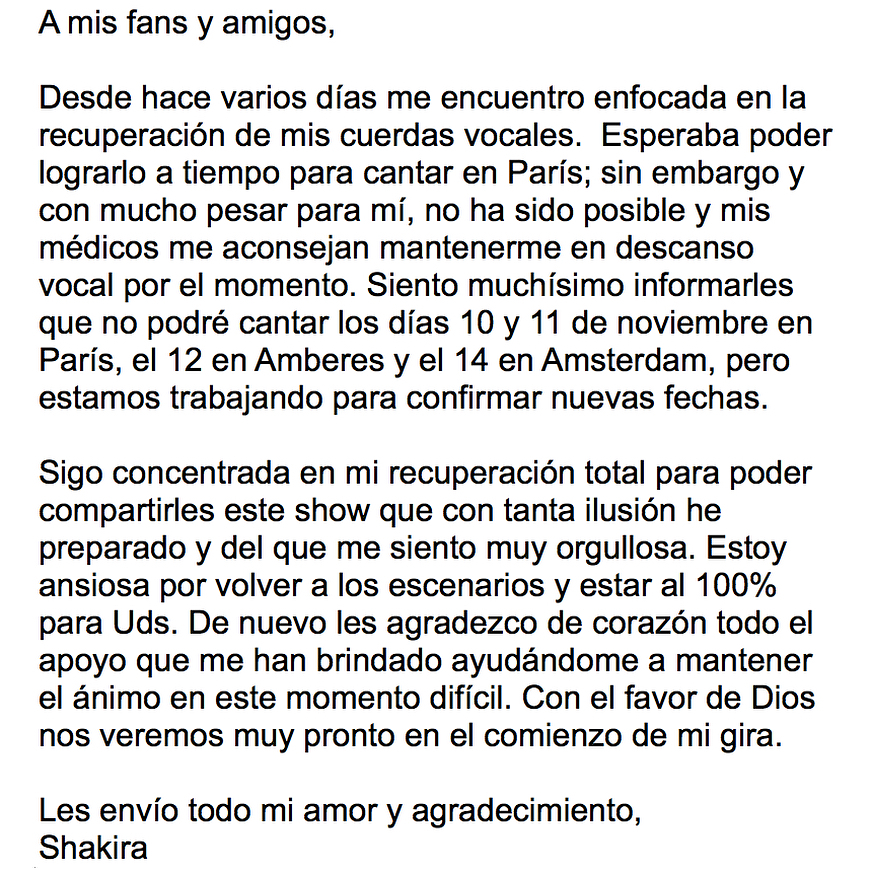 A mis fans y amigos,
Desde hace varios días me encuentro enfocada en la
recuperación de mis cuerdas vocales.  Esperaba poder
lograrlo a tiempo para cantar en París; sin embargo y
con mucho pesar para mí, no ha sido posible y mis
médicos me aconsejan mantenerme en descanso
vocal por el momento. Siento muchísimo informarles
que no podré cantar los días 10 y 11 de noviembre en
París, el 12 en Amberes y el 14 en Amsterdam, pero
estamos trabajando para confirmar nuevas fechas.
Sigo concentrada en mi recuperación total para poder
compartirles este show que con tanta ilusión he
preparado y del que me siento muy orgullosa. Estoy
ansiosa por volver a los escenarios y estar al 100%
para Uds. De nuevo les agradezco de corazón todo el
apoyo que me han brindado ayudándome a mantener
el ánimo en este momento difícil. Con el favor de Dios
nos veremos muy pronto en el comienzo de mi gira.
Les envío todo mi amor y agradecimiento,
Shakira